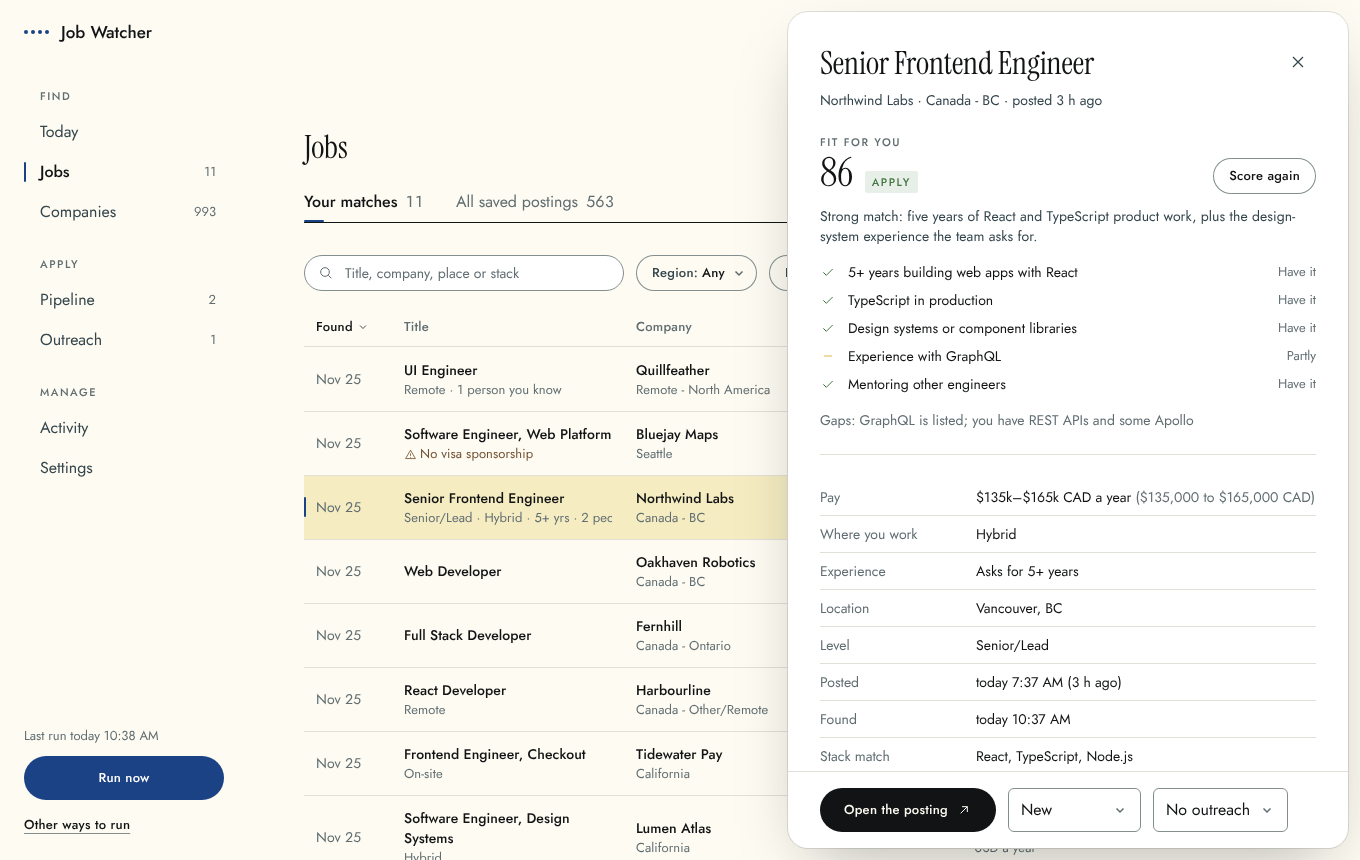 Job Watcher
FIND
Today
Jobs 11
Companies 993
APPLY
Pipeline 2
Outreach 1
MANAGE
Activity
Settings
Last run today 10:38 AM
Run now
Other ways to run
Jobs
Your matches 11 All saved postings 563
Title, company, place or stack
Region: Any
Found Title Company
Nov 25 UI Engineer Quillfeather
Remote · 1 person you know Remote - North America
Nov 25 Software Engineer, Web Platform Bluejay Maps
No visa sponsorship Seattle
Nov 25 Senior Frontend Engineer Northwind Labs
Senior/Lead · Hybrid · 5+ yrs · 2 pec Canada - BC
Nov 25 Web Developer Oakhaven Robotics
Canada - BC
Nov 25 Full Stack Developer Fernhill
Canada - Ontario
Nov 25 React Developer Harbourline
Remote Canada - Other/Remote
Nov 25 Frontend Engineer, Checkout Tidewater Pay
On-site California
Nov 25 Software Engineer, Design Lumen Atlas
Systems California
Hybrid
Senior Frontend Engineer
Northwind Labs · Canada - BC · posted 3 h ago
FIT FOR YOU
86 APPLY Score again
Strong match: five years of React and TypeScript product work, plus the design-
system experience the team asks for.
5+ years building web apps with React Have it
TypeScript in production Have it
Design systems or component libraries Have it
Experience with GraphQL Partly
Mentoring other engineers Have it
Gaps: GraphQL is listed; you have REST APIs and some Apollo
Pay $135k–$165k CAD a year ($135,000 to $165,000 CAD)
Where you work Hybrid
Experience Asks for 5+ years
Location Vancouver, BC
Level Senior/Lead
Posted today 7:37 AM (3 h ago)
Found today 10:37 AM
Stack match React, TypeScript, Node.js
Open the posting New No outreach